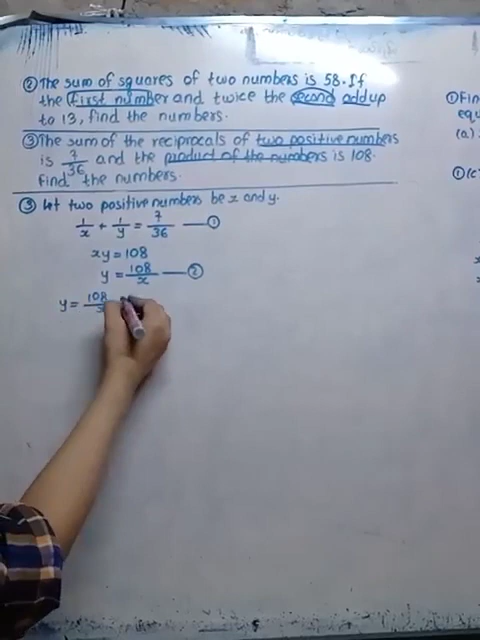 ② The sum of squares of two numbers is 58. If
the first number and twice the second add up
to 13, find the numbers.
③ The sum of the reciprocals of two positive numbers
is 7/36 and the product of the numbers is 108.
Find the numbers.
③ Let two positive numbers be x and y.
1/x + 1/y = 7/36 — ①
xy = 108
y = 108/x — ②
y = 108
① Fin
equ
(a)
① (c)